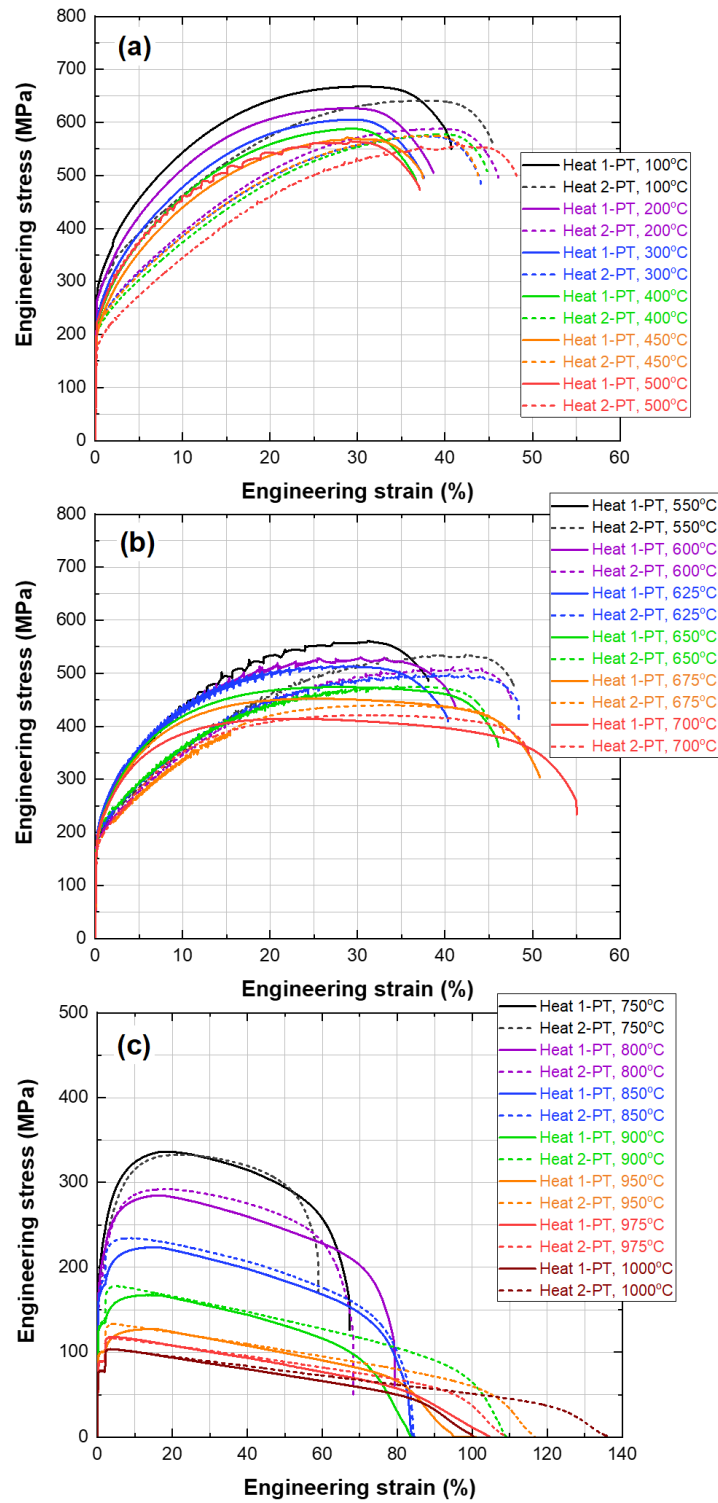 (a)
800
700
600
500
400
300
200
100
0
Engineering stress (MPa)
0 10 20 30 40 50 60
Engineering strain (%)
Heat 1-PT, 100°C
Heat 2-PT, 100°C
Heat 1-PT, 200°C
Heat 2-PT, 200°C
Heat 1-PT, 300°C
Heat 2-PT, 300°C
Heat 1-PT, 400°C
Heat 2-PT, 400°C
Heat 1-PT, 450°C
Heat 2-PT, 450°C
Heat 1-PT, 500°C
Heat 2-PT, 500°C
(b)
800
700
600
500
400
300
200
100
0
Engineering stress (MPa)
0 10 20 30 40 50 60
Engineering strain (%)
Heat 1-PT, 550°C
Heat 2-PT, 550°C
Heat 1-PT, 600°C
Heat 2-PT, 600°C
Heat 1-PT, 625°C
Heat 2-PT, 625°C
Heat 1-PT, 650°C
Heat 2-PT, 650°C
Heat 1-PT, 675°C
Heat 2-PT, 675°C
Heat 1-PT, 700°C
Heat 2-PT, 700°C
(c)
500
400
300
200
100
0
Engineering stress (MPa)
0 20 40 60 80 100 120 140
Engineering strain (%)
Heat 1-PT, 750°C
Heat 2-PT, 750°C
Heat 1-PT, 800°C
Heat 2-PT, 800°C
Heat 1-PT, 850°C
Heat 2-PT, 850°C
Heat 1-PT, 900°C
Heat 2-PT, 900°C
Heat 1-PT, 950°C
Heat 2-PT, 950°C
Heat 1-PT, 975°C
Heat 2-PT, 975°C
Heat 1-PT, 1000°C
Heat 2-PT, 1000°C